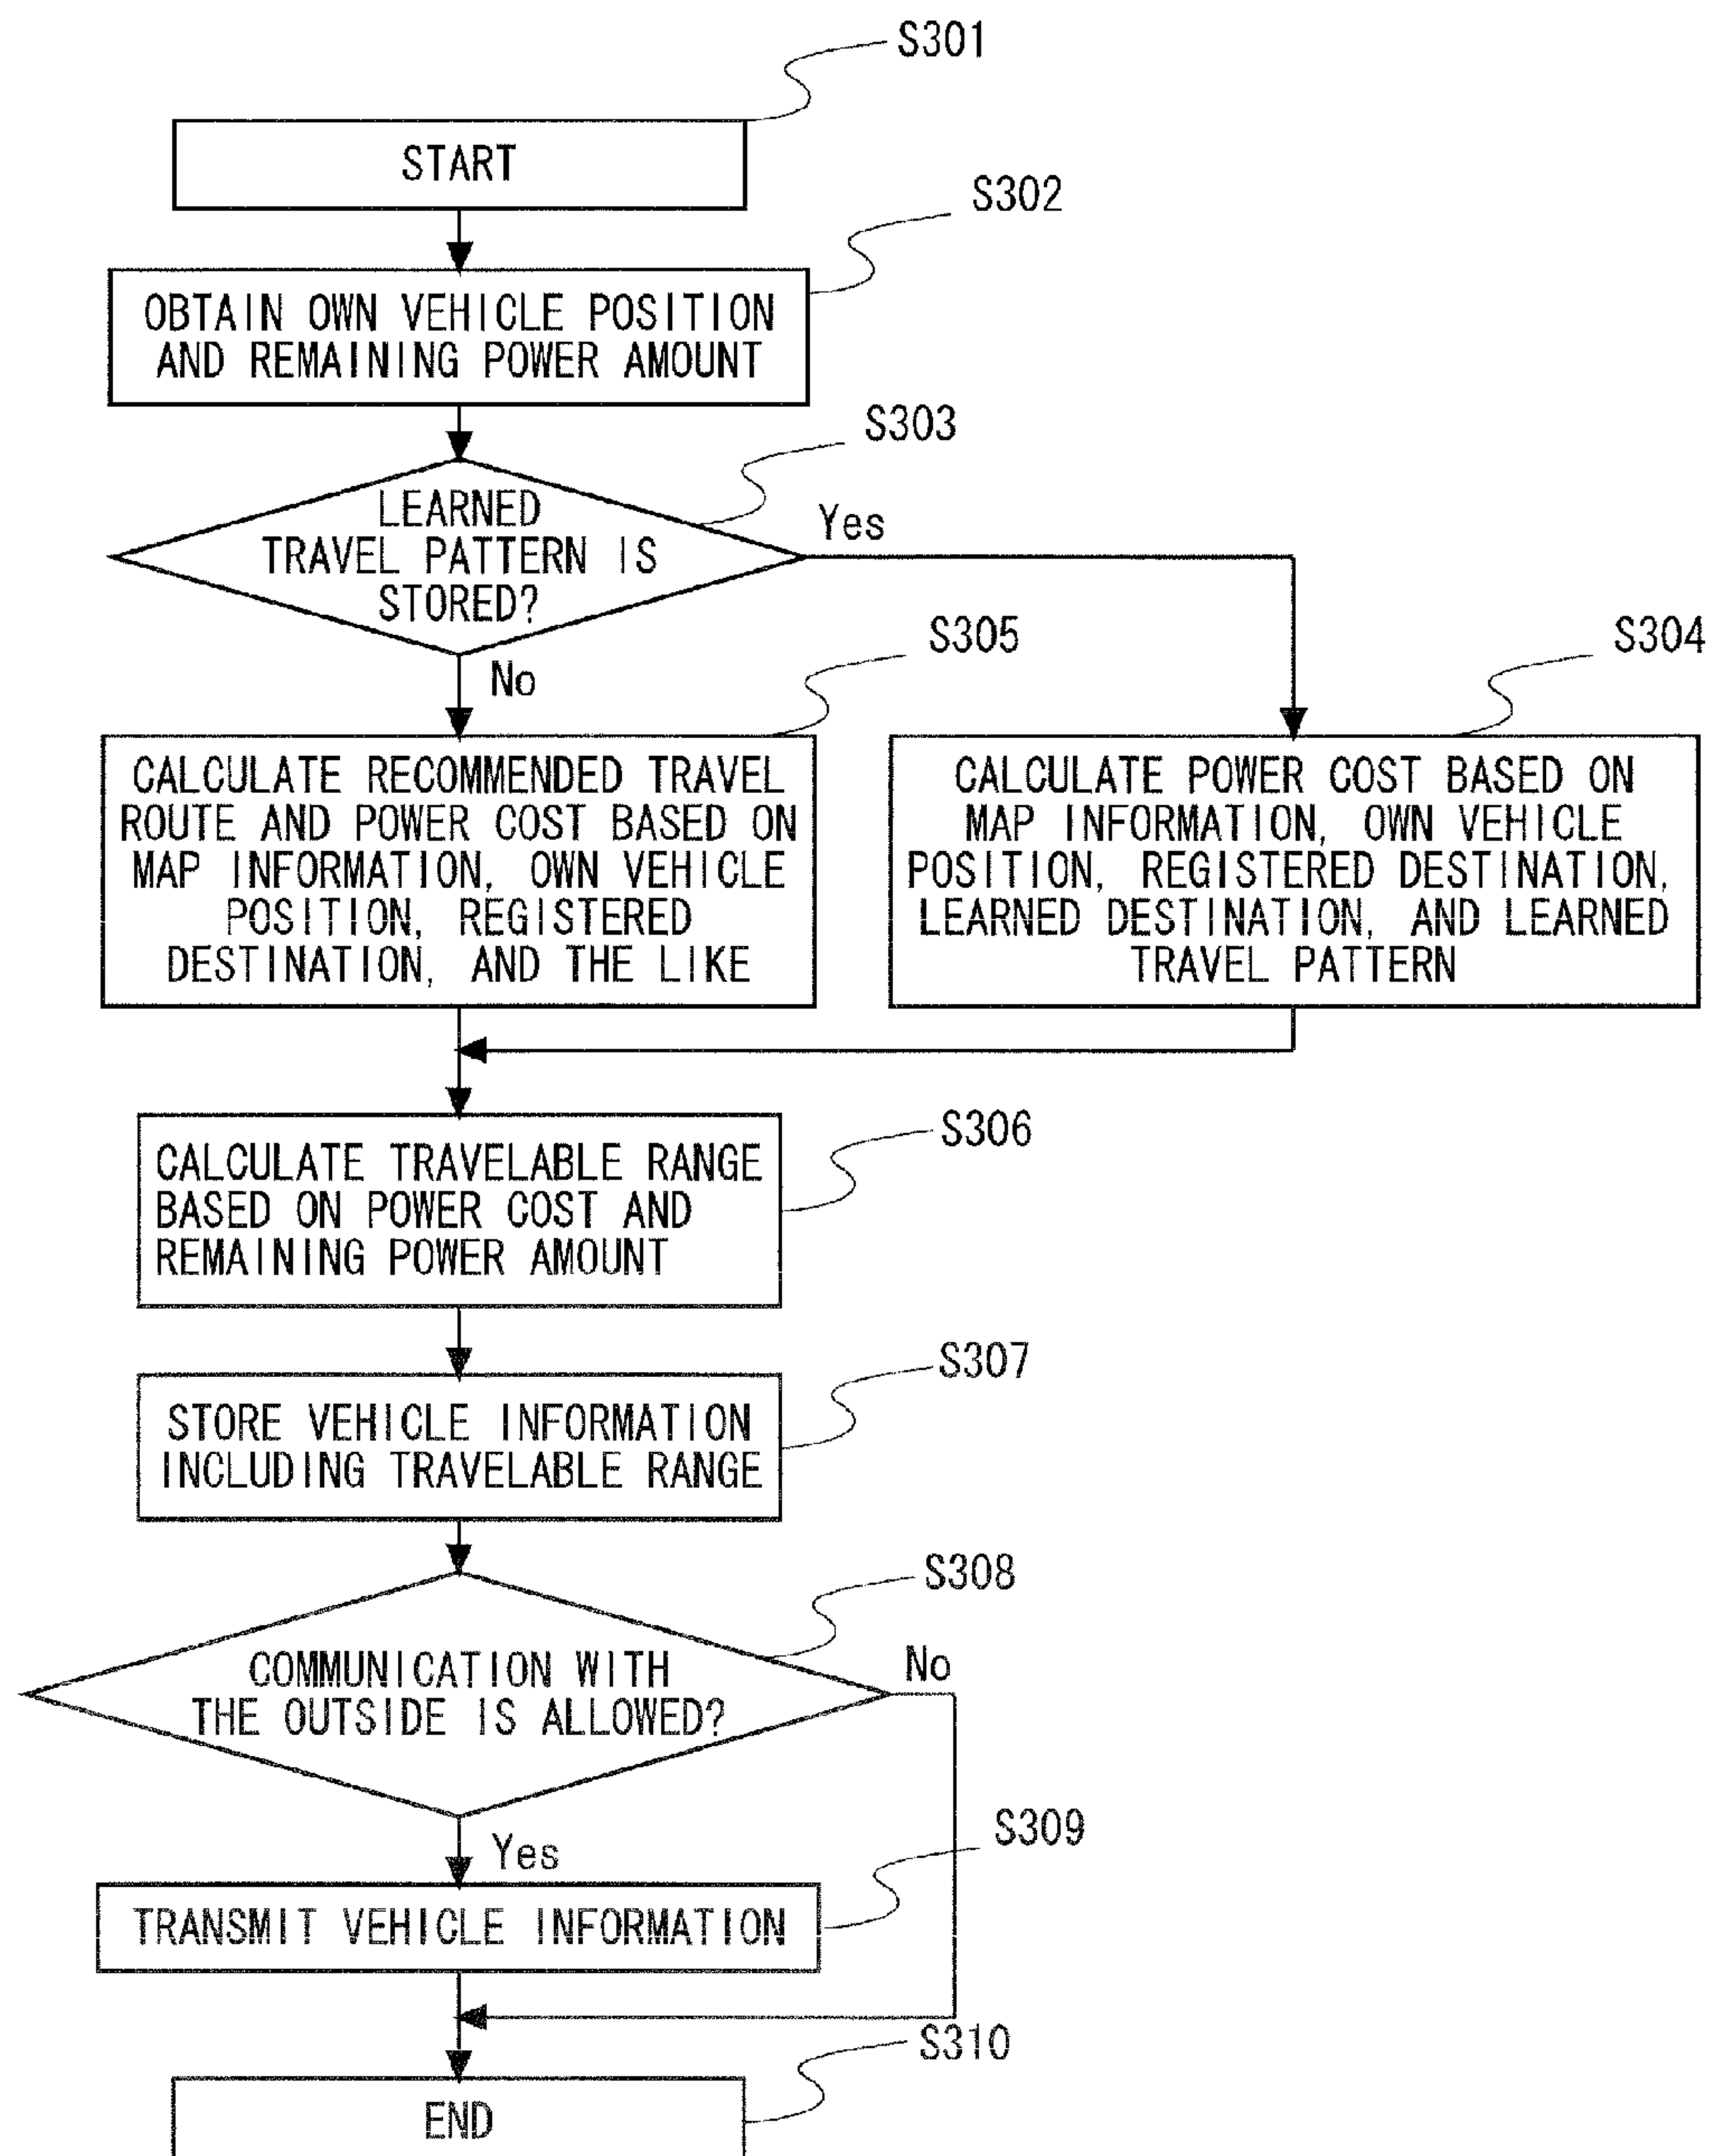 S301
START
S302
OBTAIN OWN VEHICLE POSITION
AND REMAINING POWER AMOUNT
S303
LEARNED
TRAVEL PATTERN IS
STORED?
Yes
No
S305
S304
CALCULATE RECOMMENDED TRAVEL
ROUTE AND POWER COST BASED ON
MAP INFORMATION, OWN VEHICLE
POSITION, REGISTERED
DESTINATION, AND THE LIKE
CALCULATE POWER COST BASED ON
MAP INFORMATION, OWN VEHICLE
POSITION, REGISTERED DESTINATION,
LEARNED DESTINATION, AND LEARNED
TRAVEL PATTERN
S306
CALCULATE TRAVELABLE RANGE
BASED ON POWER COST AND
REMAINING POWER AMOUNT
S307
STORE VEHICLE INFORMATION
INCLUDING TRAVELABLE RANGE
S308
COMMUNICATION WITH
THE OUTSIDE IS ALLOWED?
No
Yes
S309
TRANSMIT VEHICLE INFORMATION
S310
END